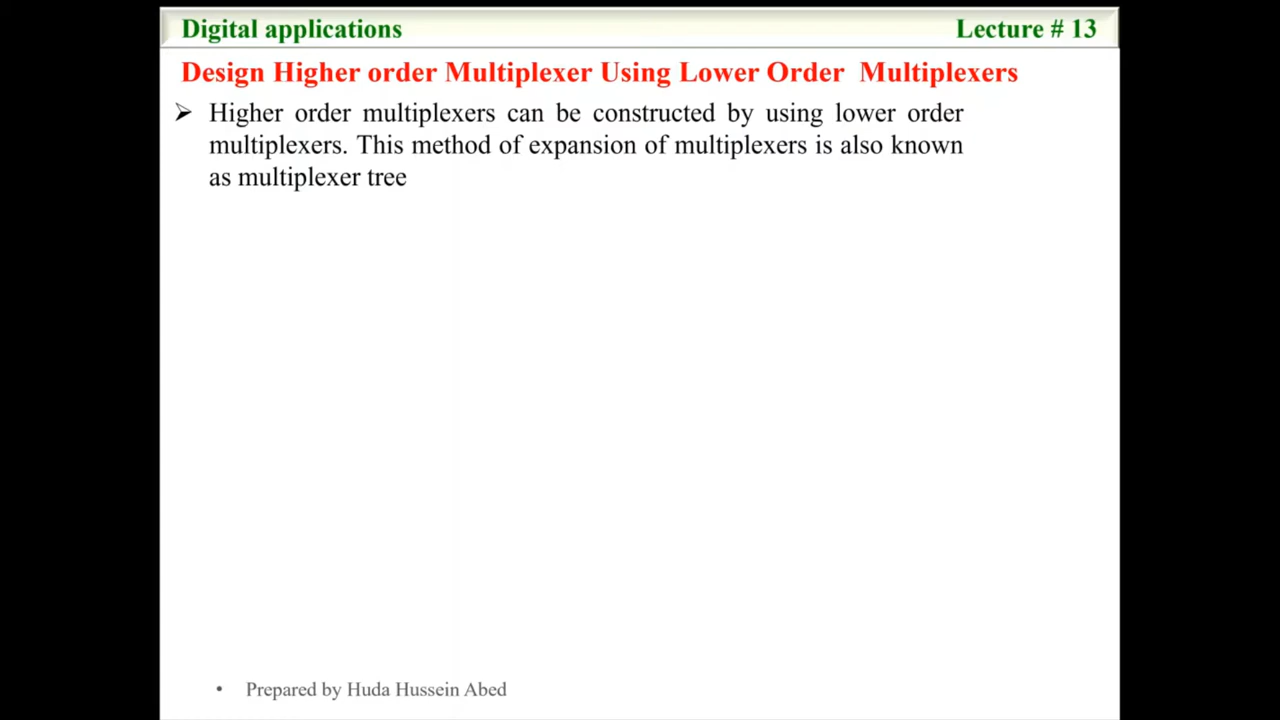 Digital applications Lecture # 13
Design Higher order Multiplexer Using Lower Order Multiplexers
➢ Higher order multiplexers can be constructed by using lower order
multiplexers. This method of expansion of multiplexers is also known
as multiplexer tree
• Prepared by Huda Hussein Abed